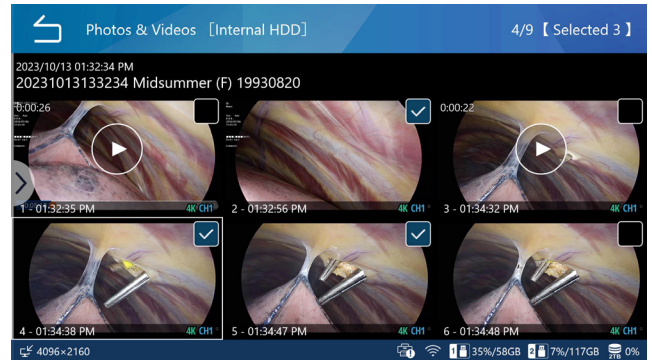 Photos & Videos [Internal HDD]
4/9 【 Selected 3 】
2023/10/13 01:32:34 PM
20231013133234 Midsummer (F) 19930820
0:00:26
0:00:22
1 - 01:32:35 PM 4K CH1
2 - 01:32:56 PM 4K CH1
3 - 01:34:32 PM 4K CH1
4 - 01:34:38 PM 4K CH1
5 - 01:34:47 PM 4K CH1
6 - 01:34:48 PM 4K CH1
4096×2160
1 35%/58GB 2 7%/117GB 2TB 0%